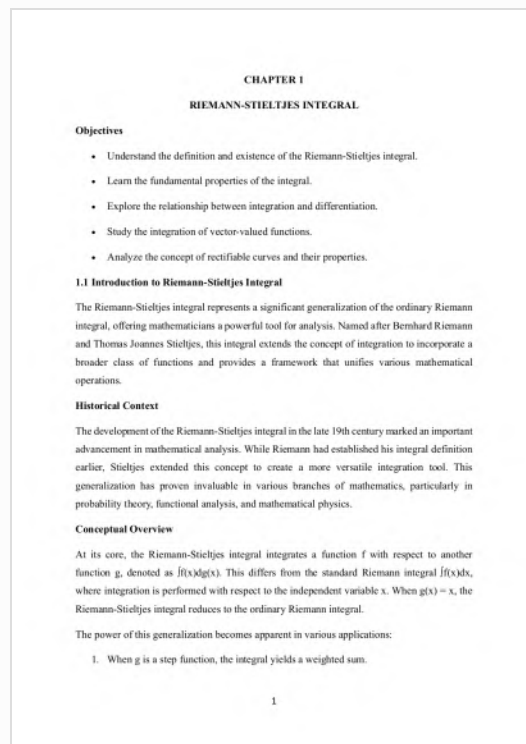 CHAPTER 1
RIEMANN-STIELTJES INTEGRAL
Objectives
• Understand the definition and existence of the Riemann-Stieltjes integral.
• Learn the fundamental properties of the integral.
• Explore the relationship between integration and differentiation.
• Study the integration of vector-valued functions.
• Analyze the concept of rectifiable curves and their properties.
1.1 Introduction to Riemann-Stieltjes Integral
The Riemann-Stieltjes integral represents a significant generalization of the ordinary Riemann
integral, offering mathematicians a powerful tool for analysis. Named after Bernhard Riemann
and Thomas Joannes Stieltjes, this integral extends the concept of integration to incorporate a
broader class of functions and provides a framework that unifies various mathematical
operations.
Historical Context
The development of the Riemann-Stieltjes integral in the late 19th century marked an important
advancement in mathematical analysis. While Riemann had established his integral definition
earlier, Stieltjes extended this concept to create a more versatile integration tool. This
generalization has proven invaluable in various branches of mathematics, particularly in
probability theory, functional analysis, and mathematical physics.
Conceptual Overview
At its core, the Riemann-Stieltjes integral integrates a function f with respect to another
function g, denoted as ∫f(x)dg(x). This differs from the standard Riemann integral ∫f(x)dx,
where integration is performed with respect to the independent variable x. When g(x) = x, the
Riemann-Stieltjes integral reduces to the ordinary Riemann integral.
The power of this generalization becomes apparent in various applications:
1. When g is a step function, the integral yields a weighted sum.
1